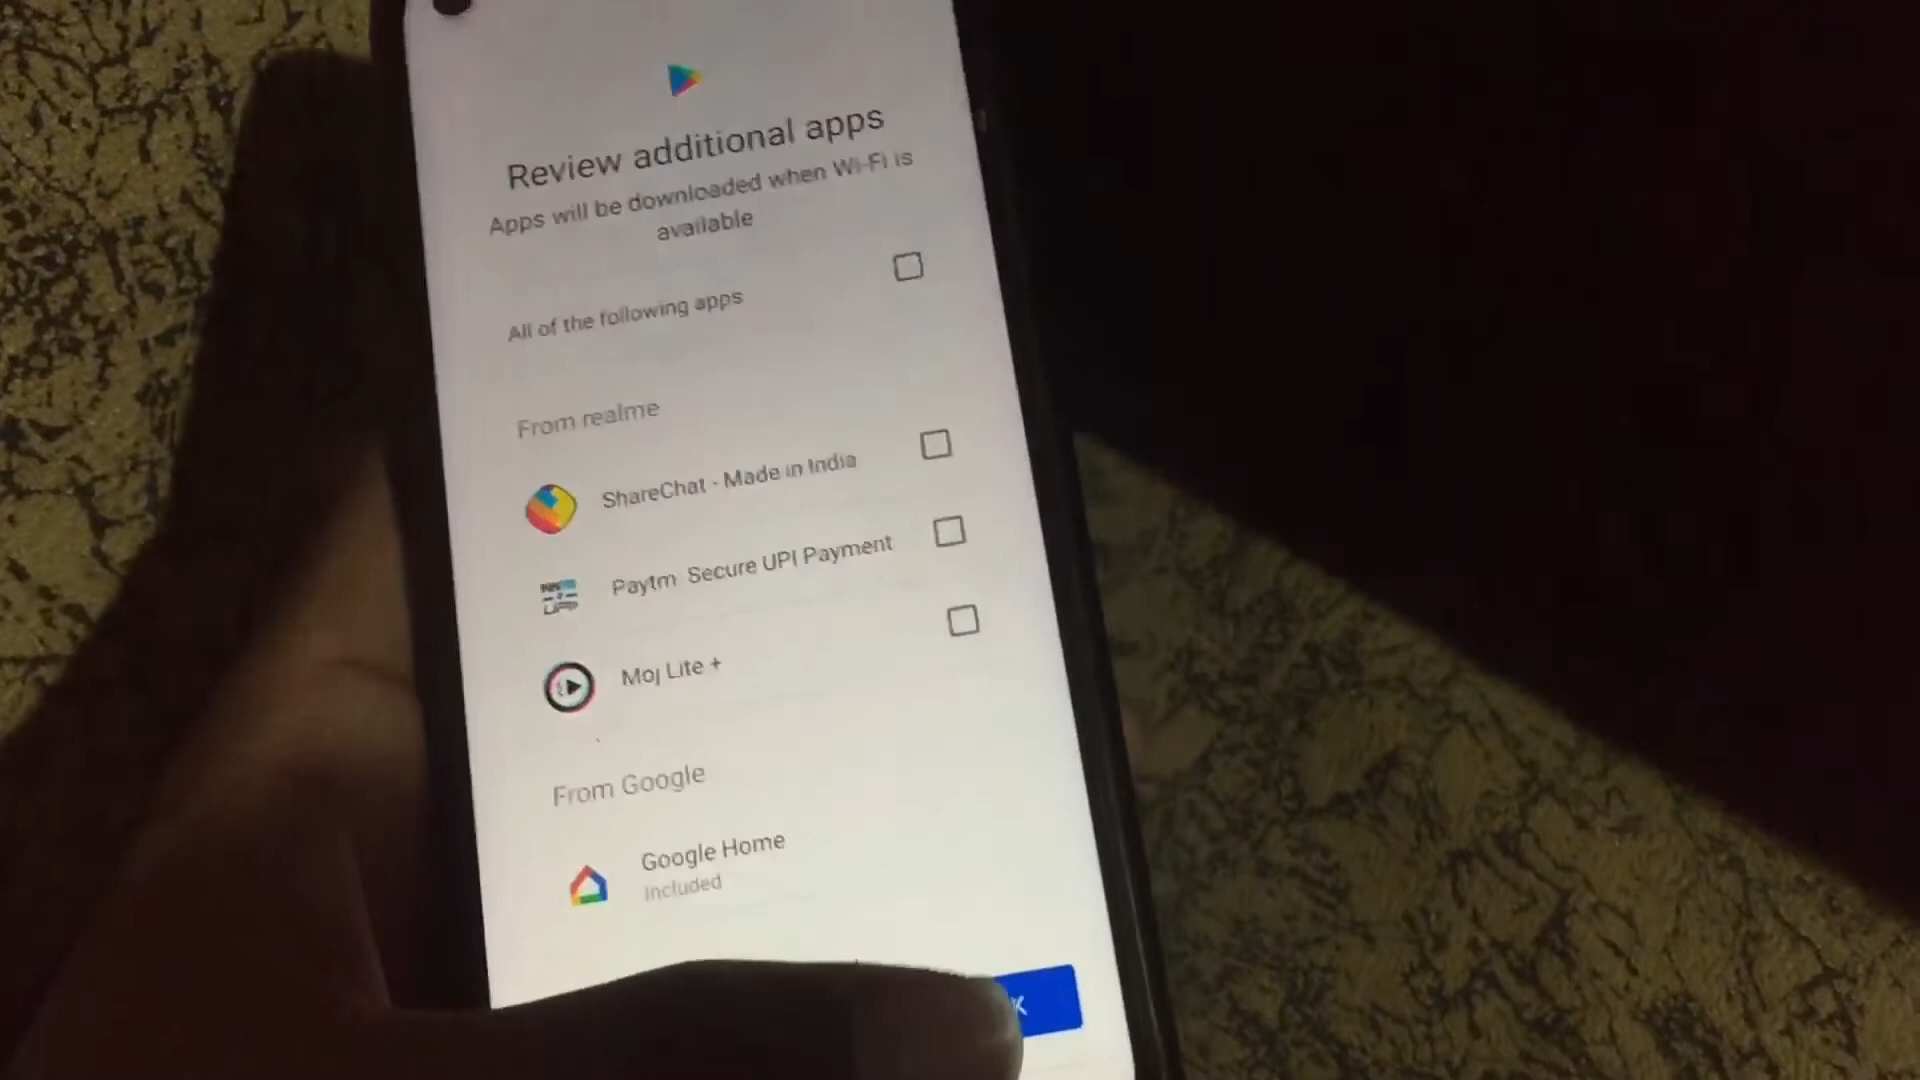 Review additional apps
Apps will be downloaded when Wi-Fi is
available
All of the following apps
From realme
ShareChat - Made in India
Paytm Secure UPI Payment
Moj Lite +
From Google
Google Home
Included